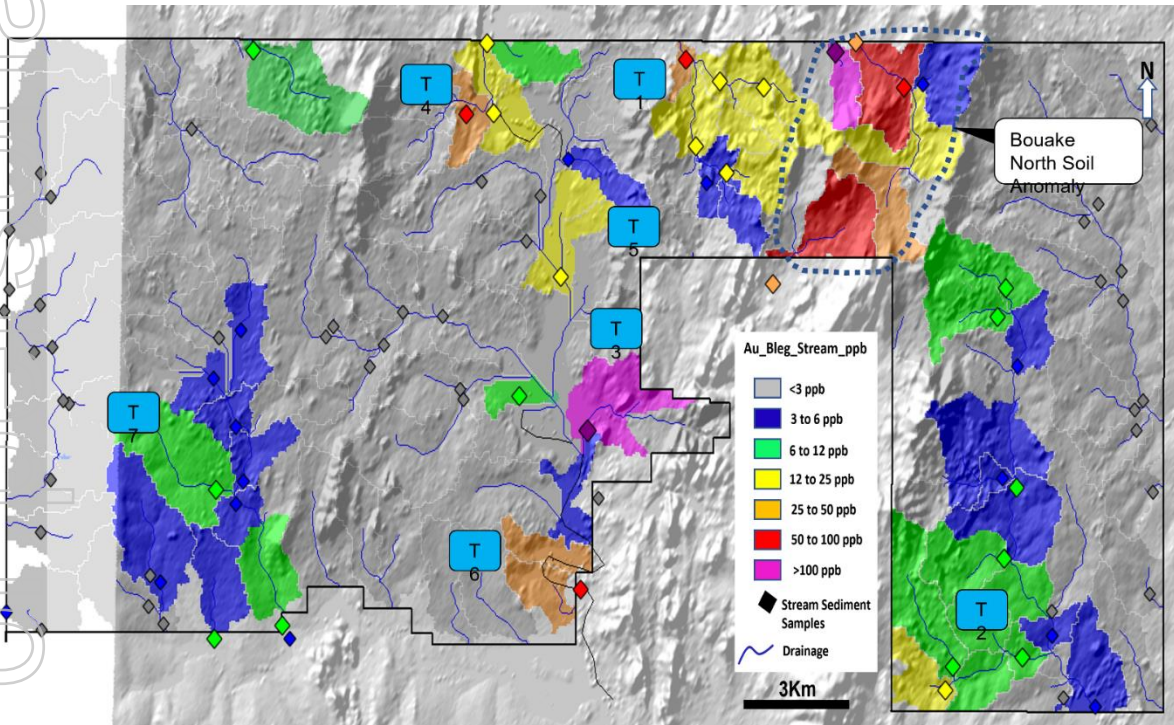 T
4
T
1
N
Bouake
North Soil
Anomaly
T
5
T
3
Au_Bleg_Stream_ppb
<3 ppb
3 to 6 ppb
6 to 12 ppb
12 to 25 ppb
25 to 50 ppb
50 to 100 ppb
>100 ppb
Stream Sediment
Samples
Drainage
T
7
T
6
T
2
3Km